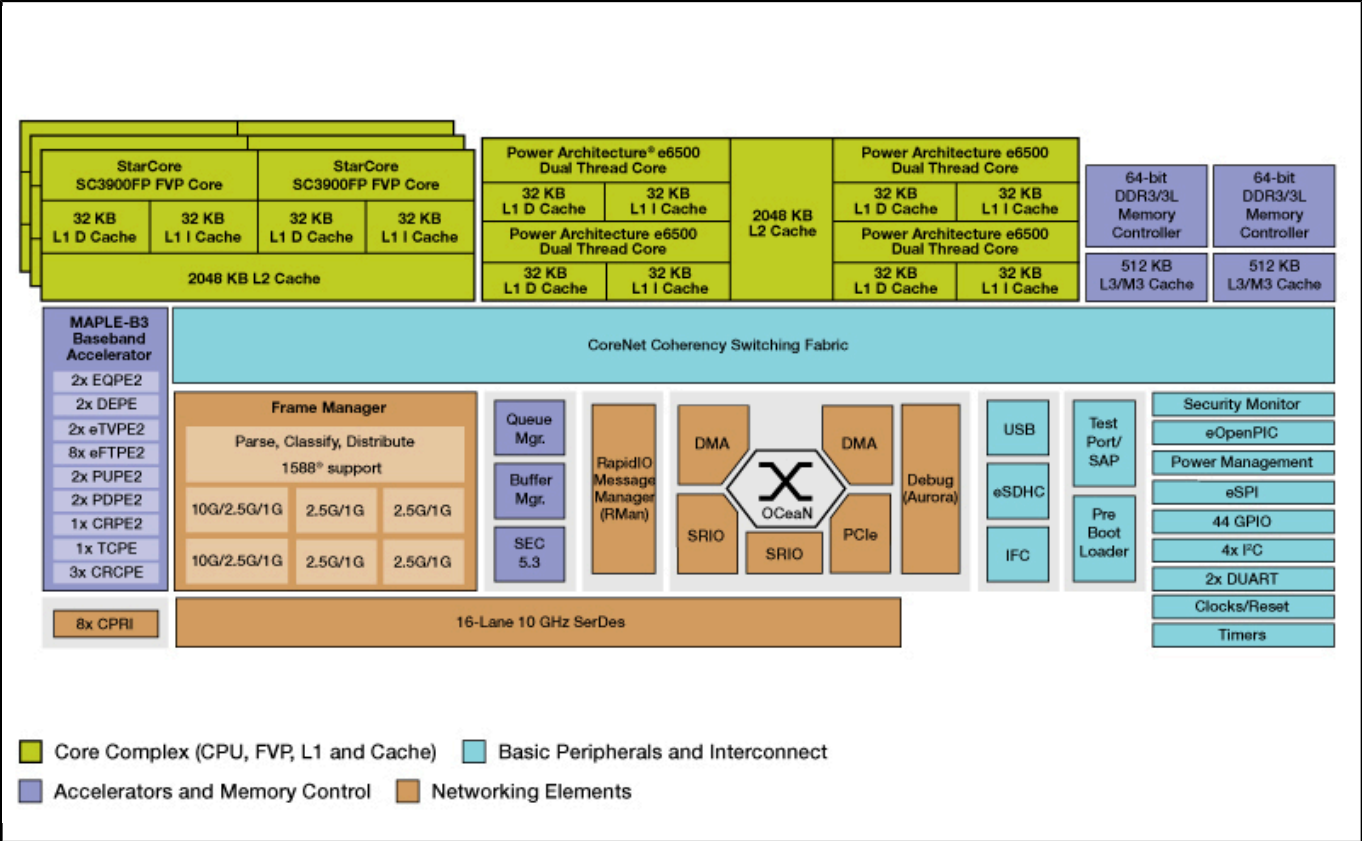 StarCore
SC3900FP FVP Core
StarCore
SC3900FP FVP Core
32 KB
L1 D Cache
32 KB
L1 I Cache
32 KB
L1 D Cache
32 KB
L1 I Cache
2048 KB L2 Cache
Power Architecture® e6500
Dual Thread Core
32 KB
L1 D Cache
32 KB
L1 I Cache
Power Architecture e6500
Dual Thread Core
32 KB
L1 D Cache
32 KB
L1 I Cache
2048 KB
L2 Cache
Power Architecture e6500
Dual Thread Core
32 KB
L1 D Cache
32 KB
L1 I Cache
Power Architecture e6500
Dual Thread Core
32 KB
L1 D Cache
32 KB
L1 I Cache
64-bit
DDR3/3L
Memory
Controller
64-bit
DDR3/3L
Memory
Controller
512 KB
L3/M3 Cache
512 KB
L3/M3 Cache
MAPLE-B3
Baseband
Accelerator
2x EQPE2
2x DEPE
2x eTVPE2
8x eFTPE2
2x PUPE2
2x PDPE2
1x CRPE2
1x TCPE
3x CRCPE
8x CPRI
CoreNet Coherency Switching Fabric
Frame Manager
Parse, Classify, Distribute
1588® support
10G/2.5G/1G
2.5G/1G
2.5G/1G
10G/2.5G/1G
2.5G/1G
2.5G/1G
Queue
Mgr.
Buffer
Mgr.
SEC
5.3
RapidIO
Message
Manager
(RMan)
DMA
DMA
OCeaN
SRIO
SRIO
PCIe
Debug
(Aurora)
USB
eSDHC
IFC
Test
Port/
SAP
Pre
Boot
Loader
Security Monitor
eOpenPIC
Power Management
eSPI
44 GPIO
4x I²C
2x DUART
Clocks/Reset
Timers
16-Lane 10 GHz SerDes
Core Complex (CPU, FVP, L1 and Cache)
Basic Peripherals and Interconnect
Accelerators and Memory Control
Networking Elements